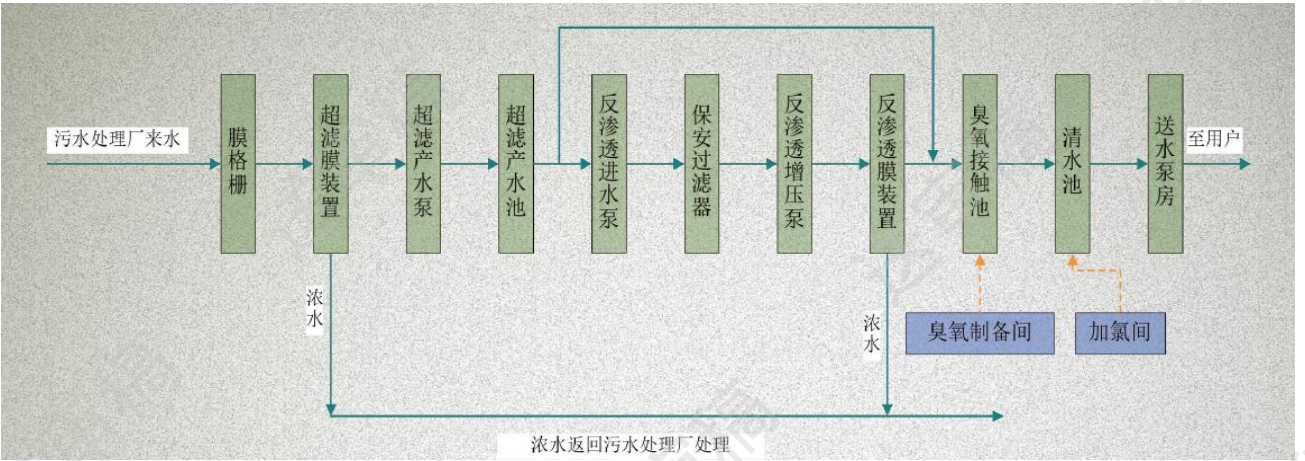 污水处理厂来水
膜格栅
超滤膜装置
超滤产水泵
超滤产水池
反渗透进水泵
保安过滤器
反渗透增压泵
反渗透膜装置
臭氧接触池
清水池
送水泵房
至用户
浓水
浓水
臭氧制备间
加氯间
浓水返回污水处理厂处理